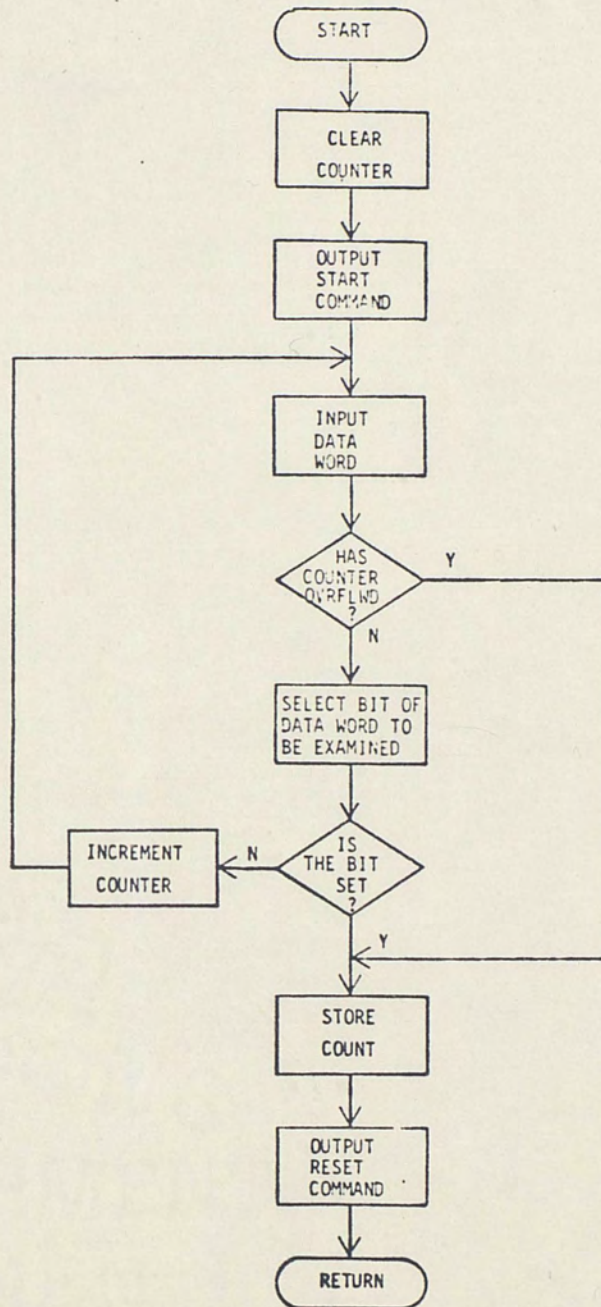 START
CLEAR
COUNTER
OUTPUT
START
COMMAND
INPUT
DATA
WORD
HAS
COUNTER
OVRFLWD
?
Y
N
SELECT BIT OF
DATA WORD TO
BE EXAMINED
IS
THE BIT
SET
?
N
INCREMENT
COUNTER
Y
STORE
COUNT
OUTPUT
RESET
COMMAND
RETURN